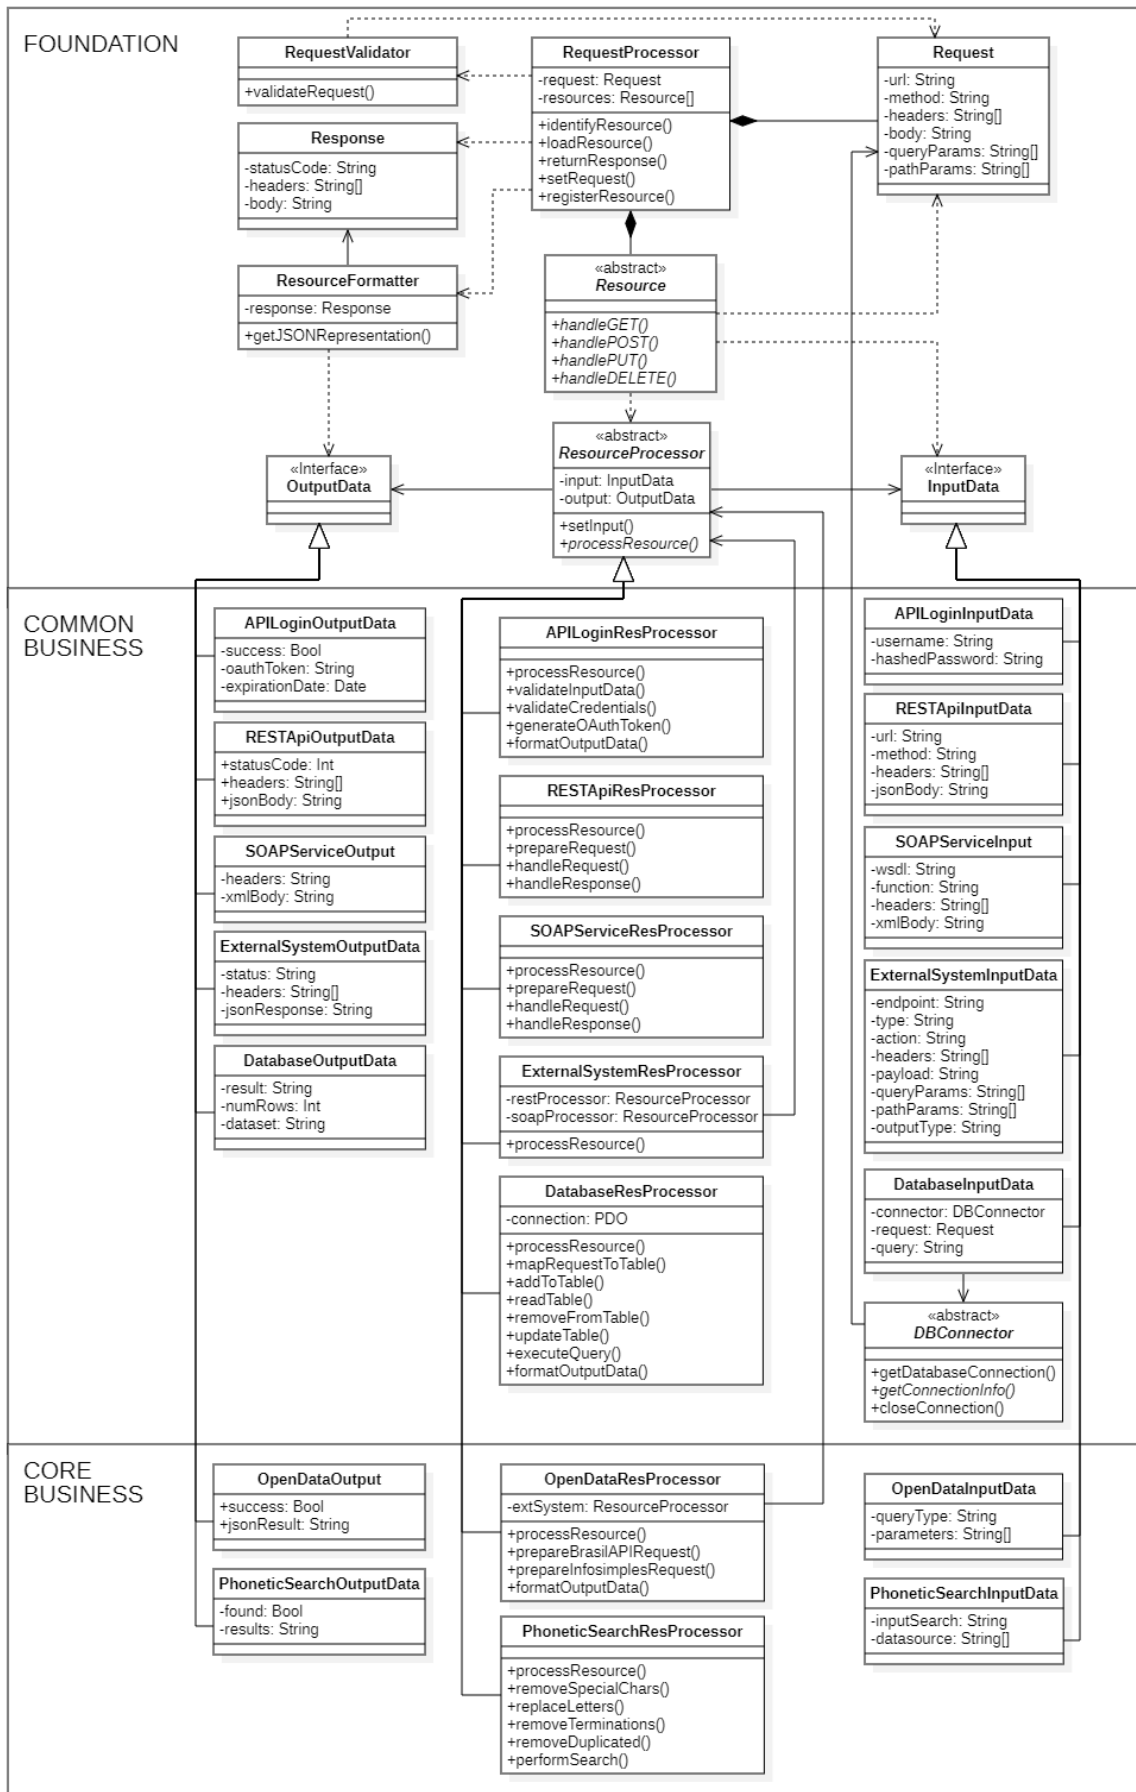 FOUNDATION
RequestValidator
+validateRequest()
Response
-statusCode: String
-headers: String[]
-body: String
ResourceFormatter
-response: Response
+getJSONRepresentation()
RequestProcessor
-request: Request
-resources: Resource[]
+identifyResource()
+loadResource()
+returnResponse()
+setRequest()
+registerResource()
Request
-url: String
-method: String
-headers: String[]
-body: String
-queryParams: String[]
-pathParams: String[]
«abstract»
Resource
+handleGET()
+handlePOST()
+handlePUT()
+handleDELETE()
«Interface»
OutputData
«abstract»
ResourceProcessor
-input: InputData
-output: OutputData
+setInput()
+processResource()
«Interface»
InputData
COMMON
BUSINESS
APILoginOutputData
-success: Bool
-oauthToken: String
-expirationDate: Date
RESTApiOutputData
+statusCode: Int
+headers: String[]
+jsonBody: String
SOAPServiceOutput
-headers: String
-xmlBody: String
ExternalSystemOutputData
-status: String
-headers: String[]
-jsonResponse: String
DatabaseOutputData
-result: String
-numRows: Int
-dataset: String
APILoginResProcessor
+processResource()
+validateInputData()
+validateCredentials()
+generateOAuthToken()
+formatOutputData()
RESTApiResProcessor
+processResource()
+prepareRequest()
+handleRequest()
+handleResponse()
SOAPServiceResProcessor
+processResource()
+prepareRequest()
+handleRequest()
+handleResponse()
ExternalSystemResProcessor
-restProcessor: ResourceProcessor
-soapProcessor: ResourceProcessor
+processResource()
DatabaseResProcessor
-connection: PDO
+processResource()
+mapRequestToTable()
+addToTable()
+readTable()
+removeFromTable()
+updateTable()
+executeQuery()
+formatOutputData()
APILoginInputData
-username: String
-hashedPassword: String
RESTApiInputData
-url: String
-method: String
-headers: String[]
-jsonBody: String
SOAPServiceInput
-wsdl: String
-function: String
-headers: String[]
-xmlBody: String
ExternalSystemInputData
-endpoint: String
-type: String
-action: String
-headers: String[]
-payload: String
-queryParams: String[]
-pathParams: String[]
-outputType: String
DatabaseInputData
-connector: DBConnector
-request: Request
-query: String
«abstract»
DBConnector
+getDatabaseConnection()
+getConnectionInfo()
+closeConnection()
CORE
BUSINESS
OpenDataOutput
+success: Bool
+jsonResult: String
PhoneticSearchOutputData
-found: Bool
-results: String
OpenDataResProcessor
-extSystem: ResourceProcessor
+processResource()
+prepareBrasilAPIRequest()
+prepareInfosimplesRequest()
+formatOutputData()
PhoneticSearchResProcessor
+processResource()
+removeSpecialChars()
+replaceLetters()
+removeTerminations()
+removeDuplicated()
+performSearch()
OpenDataInputData
-queryType: String
-parameters: String[]
PhoneticSearchInputData
-inputSearch: String
-datasource: String[]